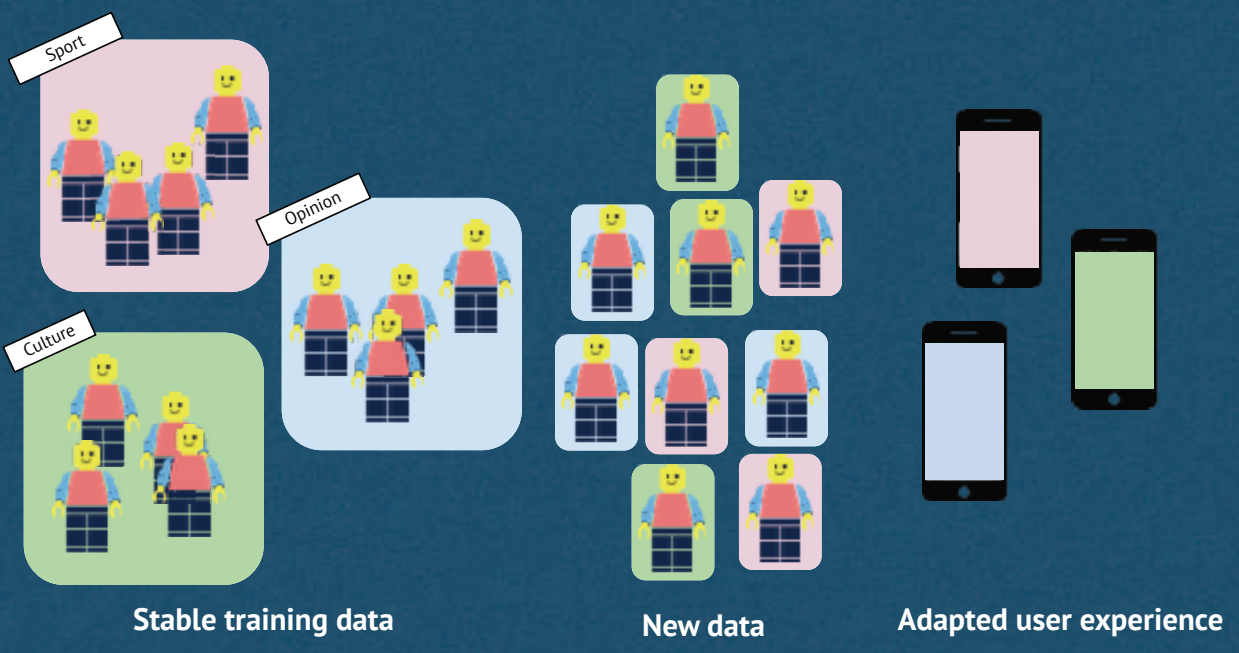 Sport
Opinion
Culture
Stable training data
New data
Adapted user experience